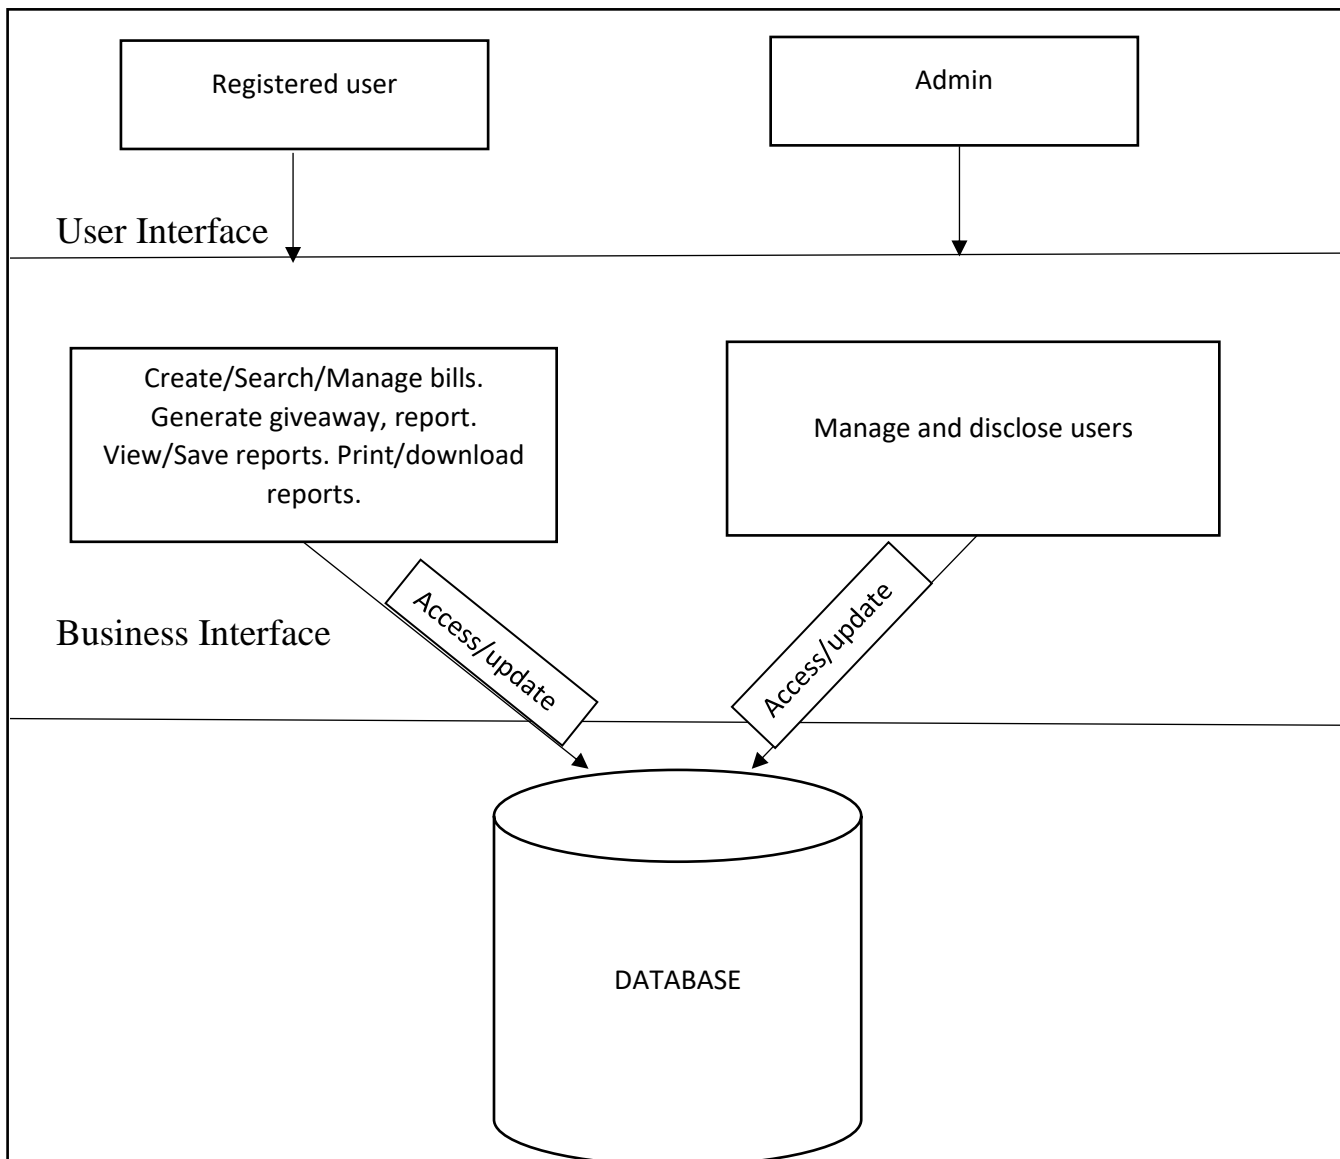 Registered user
Admin
User Interface
Create/Search/Manage bills.
Generate giveaway, report.
View/Save reports. Print/download
reports.
Manage and disclose users
Access/update
Access/update
Business Interface
DATABASE